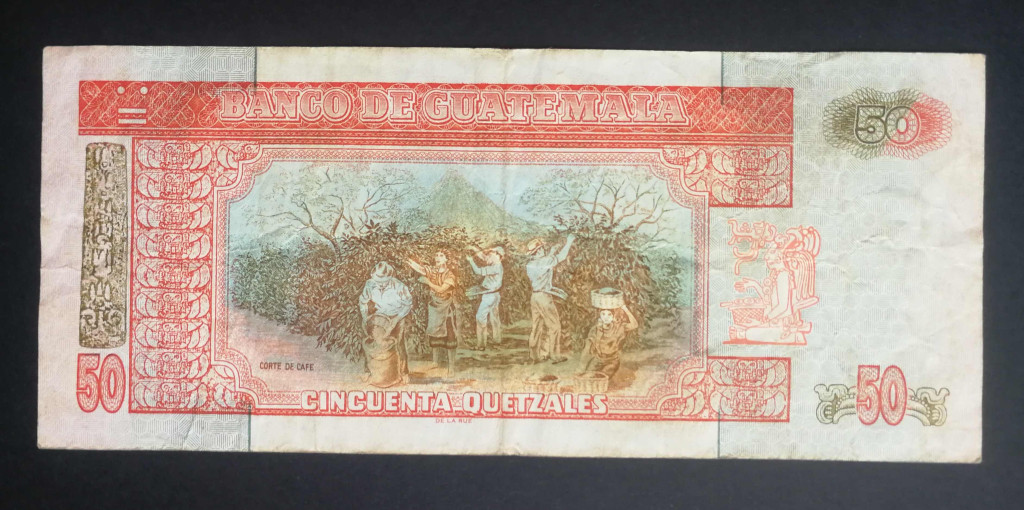 BANCO DE GUATEMALA
50
CORTE DE CAFE
50
CINCUENTA QUETZALES
50
DE LA RUE